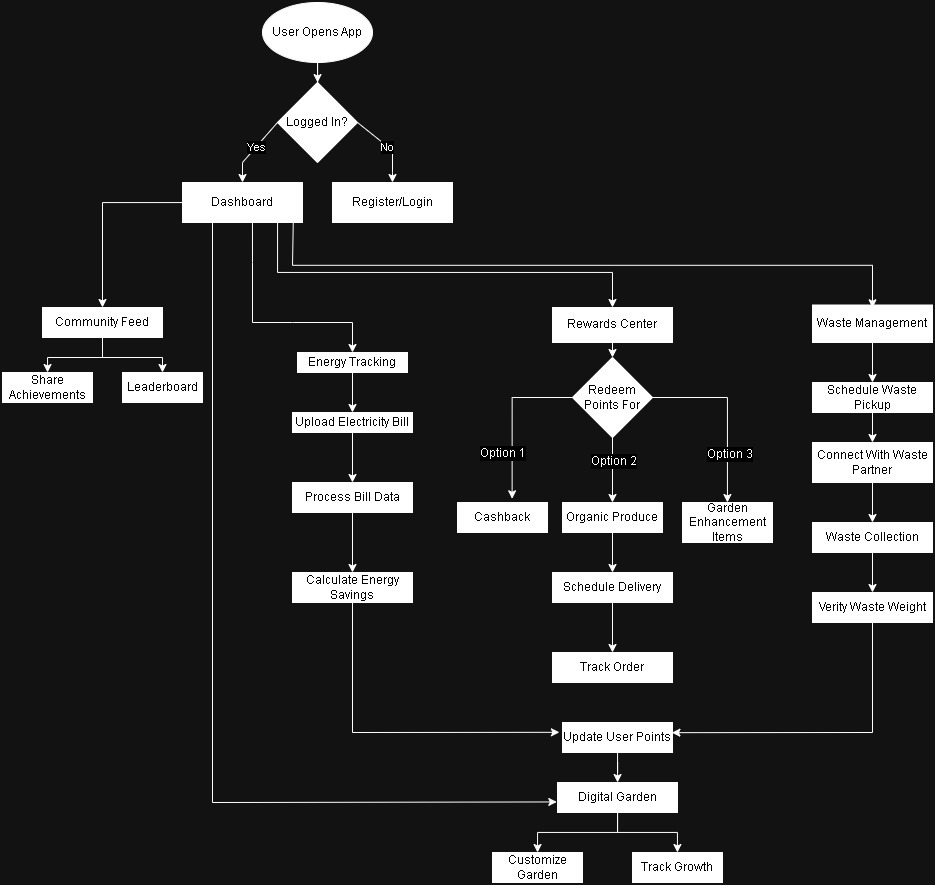 User Opens App
Logged In?
Yes
No
Dashboard
Register/Login
Community Feed
Share
Achievements
Leaderboard
Energy Tracking
Upload Electricity Bill
Process Bill Data
Calculate Energy
Savings
Rewards Center
Redeem
Points For
Option 1
Option 2
Option 3
Cashback
Organic Produce
Garden
Enhancement
Items
Schedule Delivery
Track Order
Waste Management
Schedule Waste
Pickup
Connect With Waste
Partner
Waste Collection
Verity Waste Weight
Update User Points
Digital Garden
Customize
Garden
Track Growth